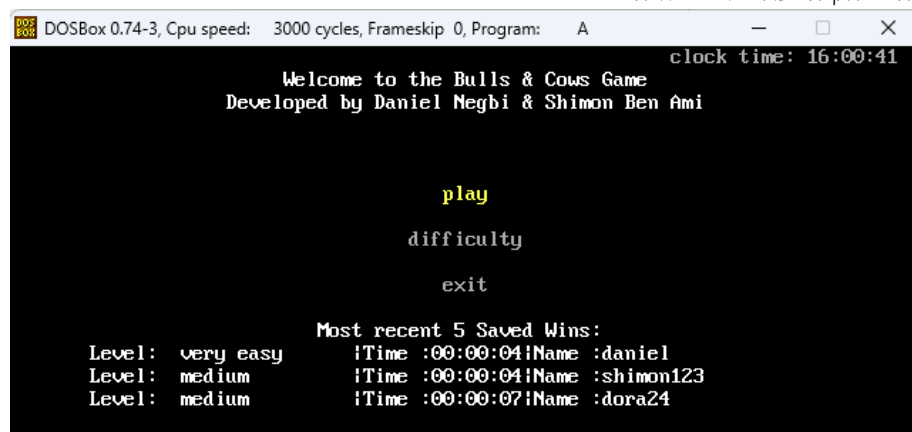 DOSBox 0.74-3, Cpu speed: 3000 cycles, Frameskip 0, Program: A
clock time: 16:00:41
Welcome to the Bulls & Cows Game
Developed by Daniel Negbi & Shimon Ben Ami
play
difficulty
exit
Most recent 5 Saved Wins:
Level: very easy |Time :00:00:04|Name :daniel
Level: medium |Time :00:00:04|Name :shimon123
Level: medium |Time :00:00:07|Name :dora24